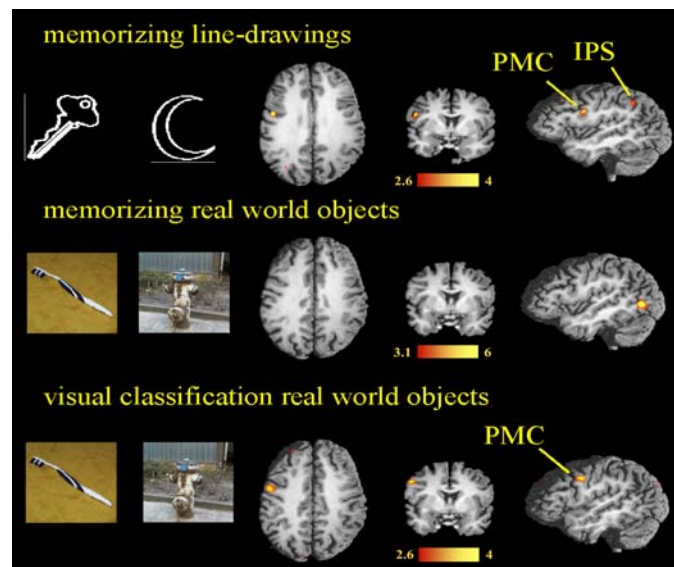 memorizing line-drawings
PMC IPS
2.6 4
memorizing real world objects
3.1 6
visual classification real world objects
PMC
2.6 4